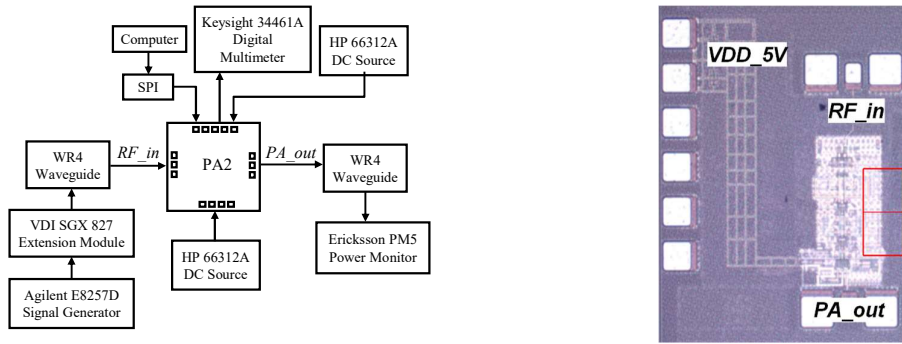 Computer
SPI
Keysight 34461A
Digital
Multimeter
HP 66312A
DC Source
WR4
Waveguide
RF_in
PA2
PA_out
WR4
Waveguide
VDI SGX 827
Extension Module
HP 66312A
DC Source
Ericksson PM5
Power Monitor
Agilent E8257D
Signal Generator
VDD_5V
RF_in
PA_out